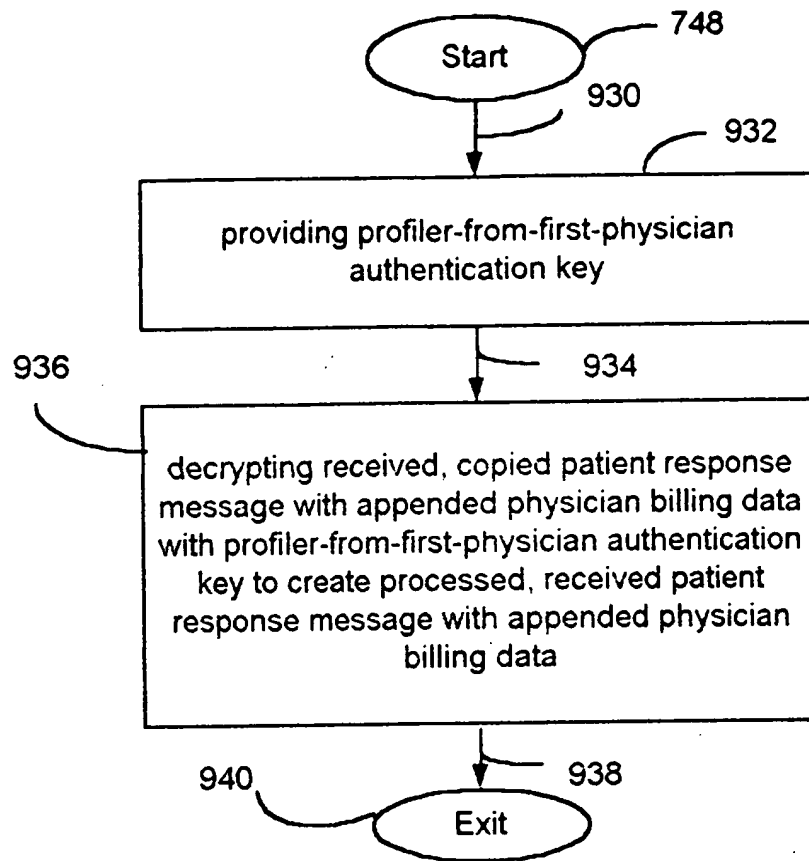 Start
748
930
932
providing profiler-from-first-physician
authentication key
934
936
decrypting received, copied patient response
message with appended physician billing data
with profiler-from-first-physician authentication
key to create processed, received patient
response message with appended physician
billing data
938
940
Exit